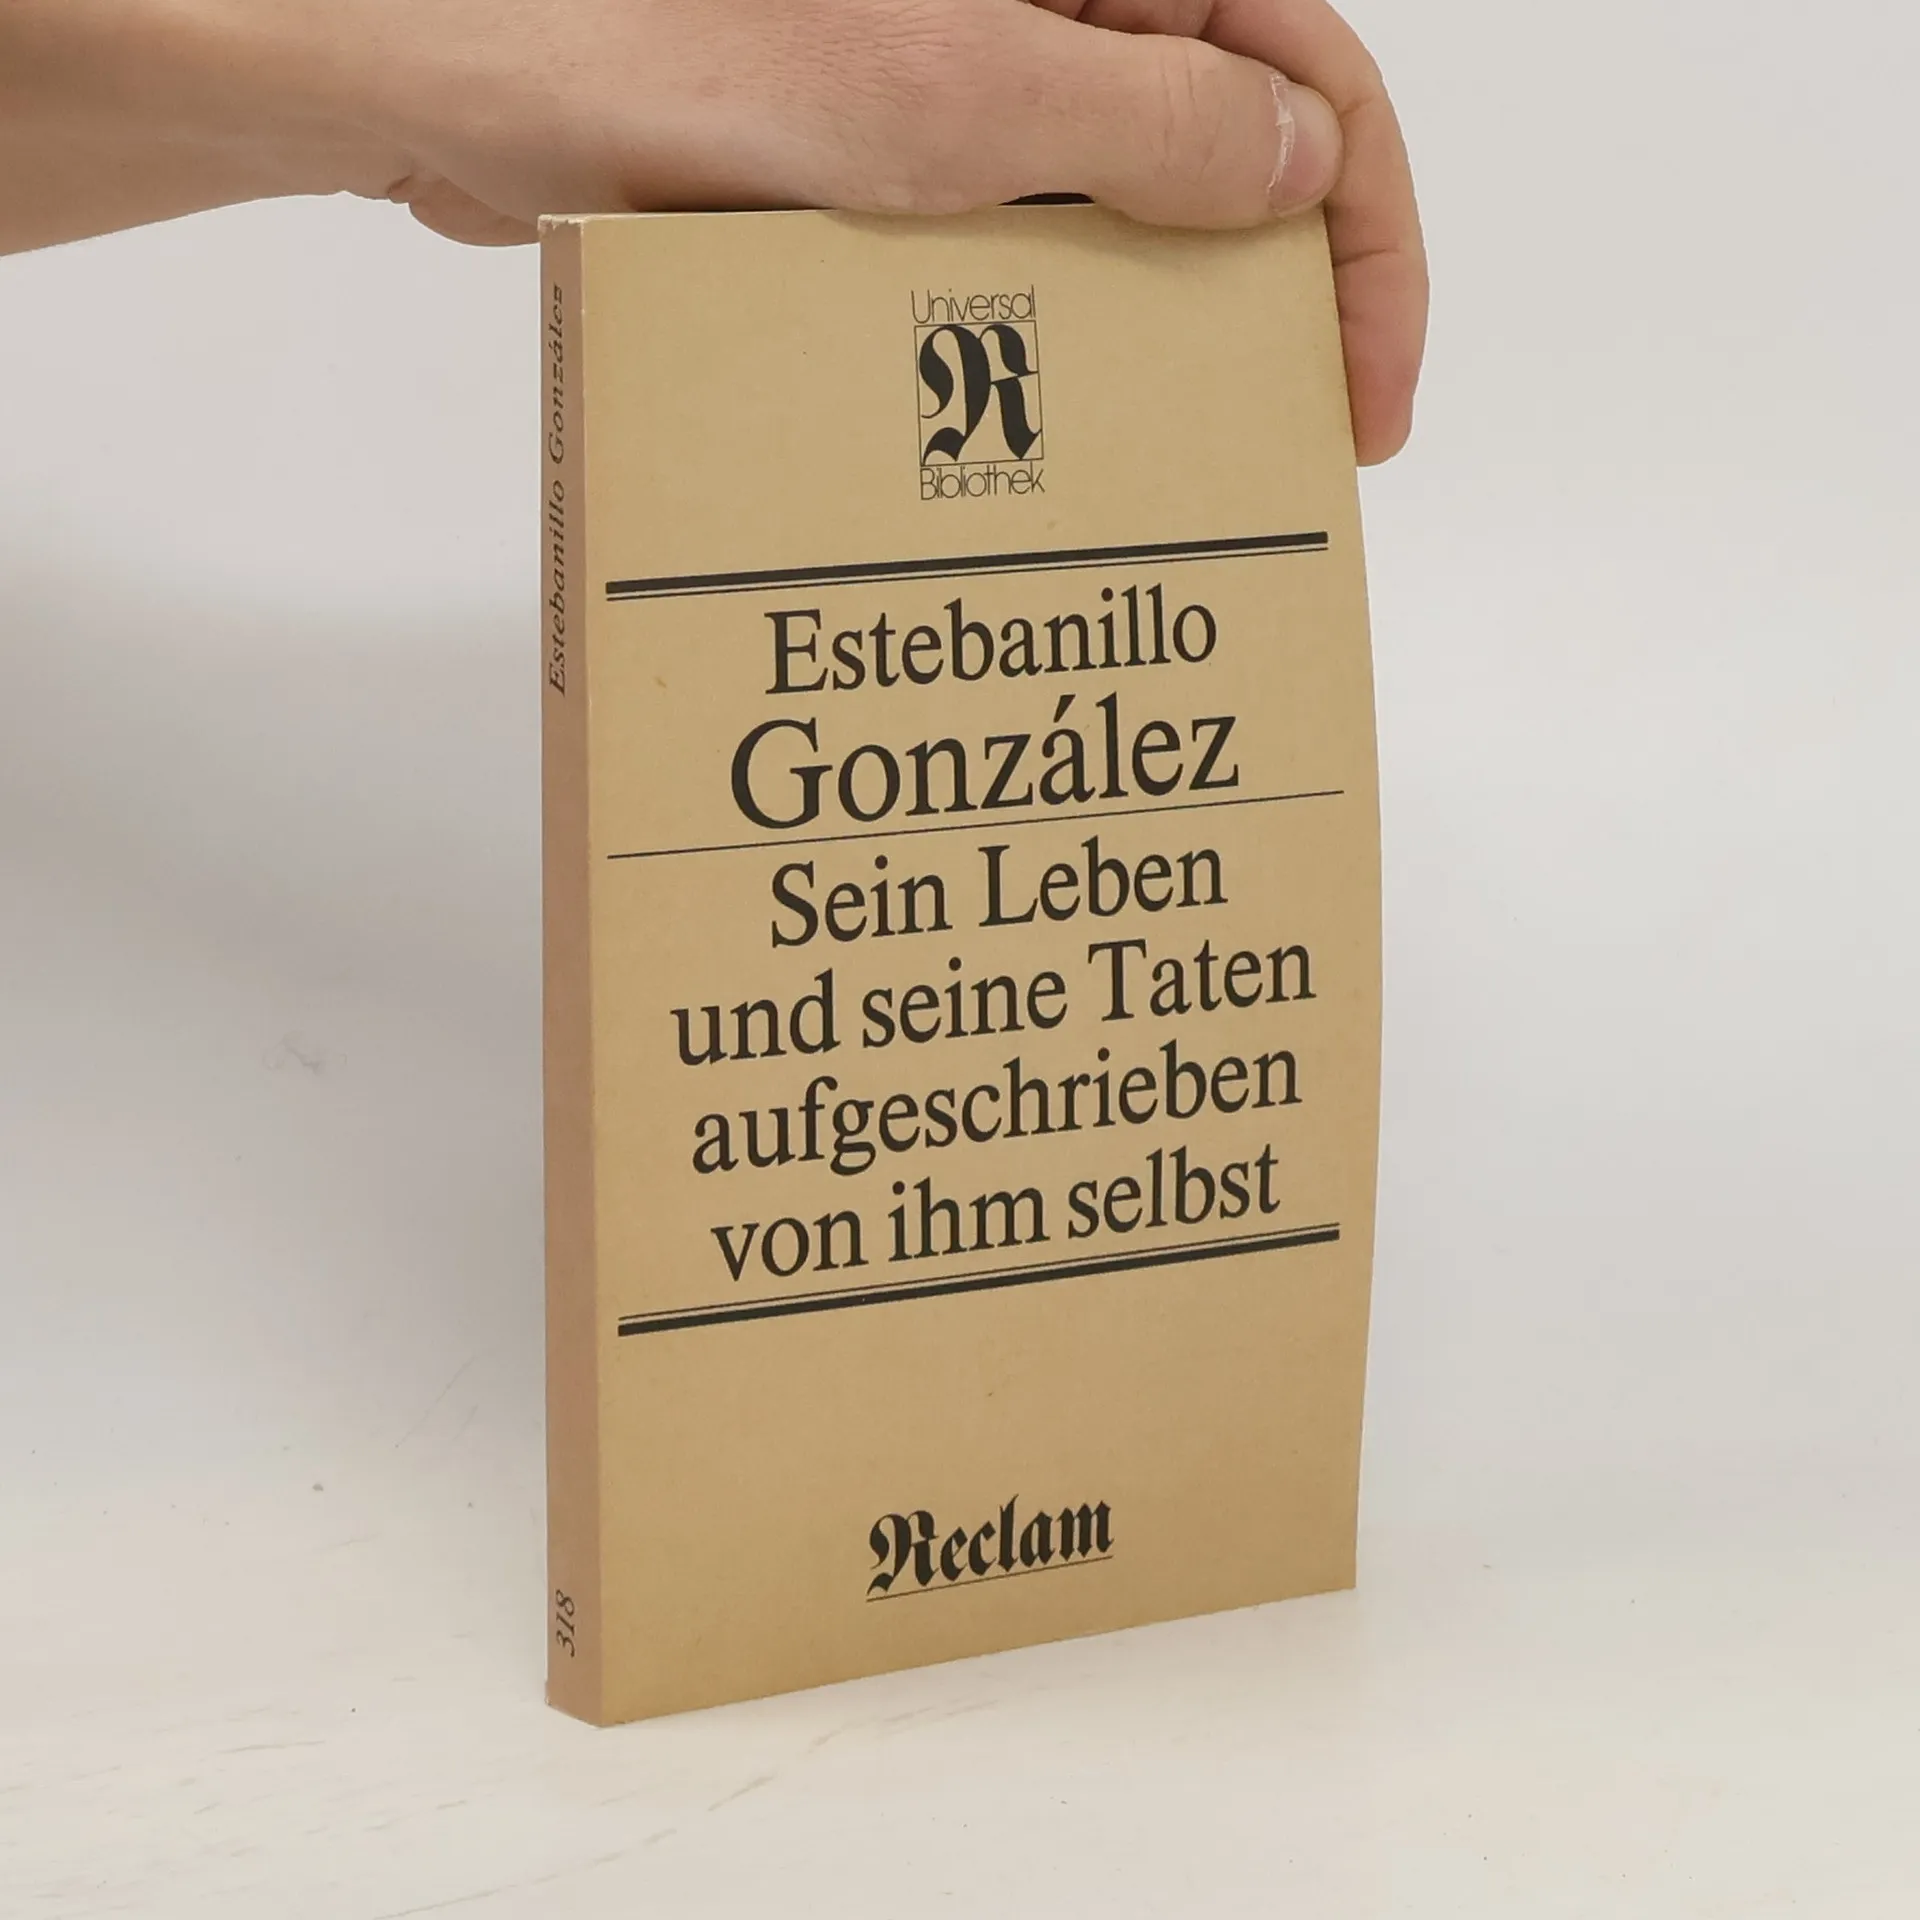 Universal
R
Bibliothek
Estebanillo
González
Sein Leben
und seine Taten
aufgeschrieben
von ihm selbst
Reclam
Estebanillo González
318